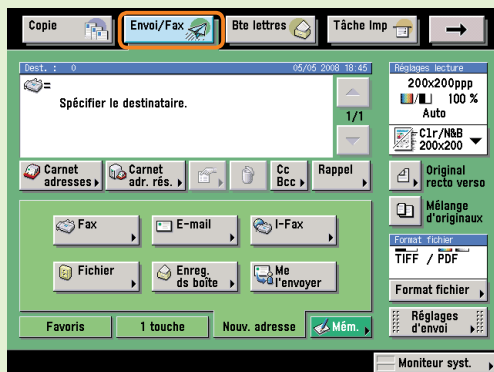 Copie
Envoi/Fax
Bte lettres
Tâche Imp
Dest. : 0
05/05 2008 18:45
Spécifier le destinataire.
1/1
Carnet
adresses
Carnet
adr. rés.
Cc
Bcc
Rappel
Fax
E-mail
I-Fax
Fichier
Enreg.
ds boîte
Me
l'envoyer
Favoris
1 touche
Nouv. adresse
Mém.
Réglages lecture
200x200ppp
100 %
Auto
Clr/N&B
200x200
Original
recto verso
Mélange
d'originaux
Format fichier
TIFF / PDF
Format fichier
Réglages
d'envoi
Moniteur syst.